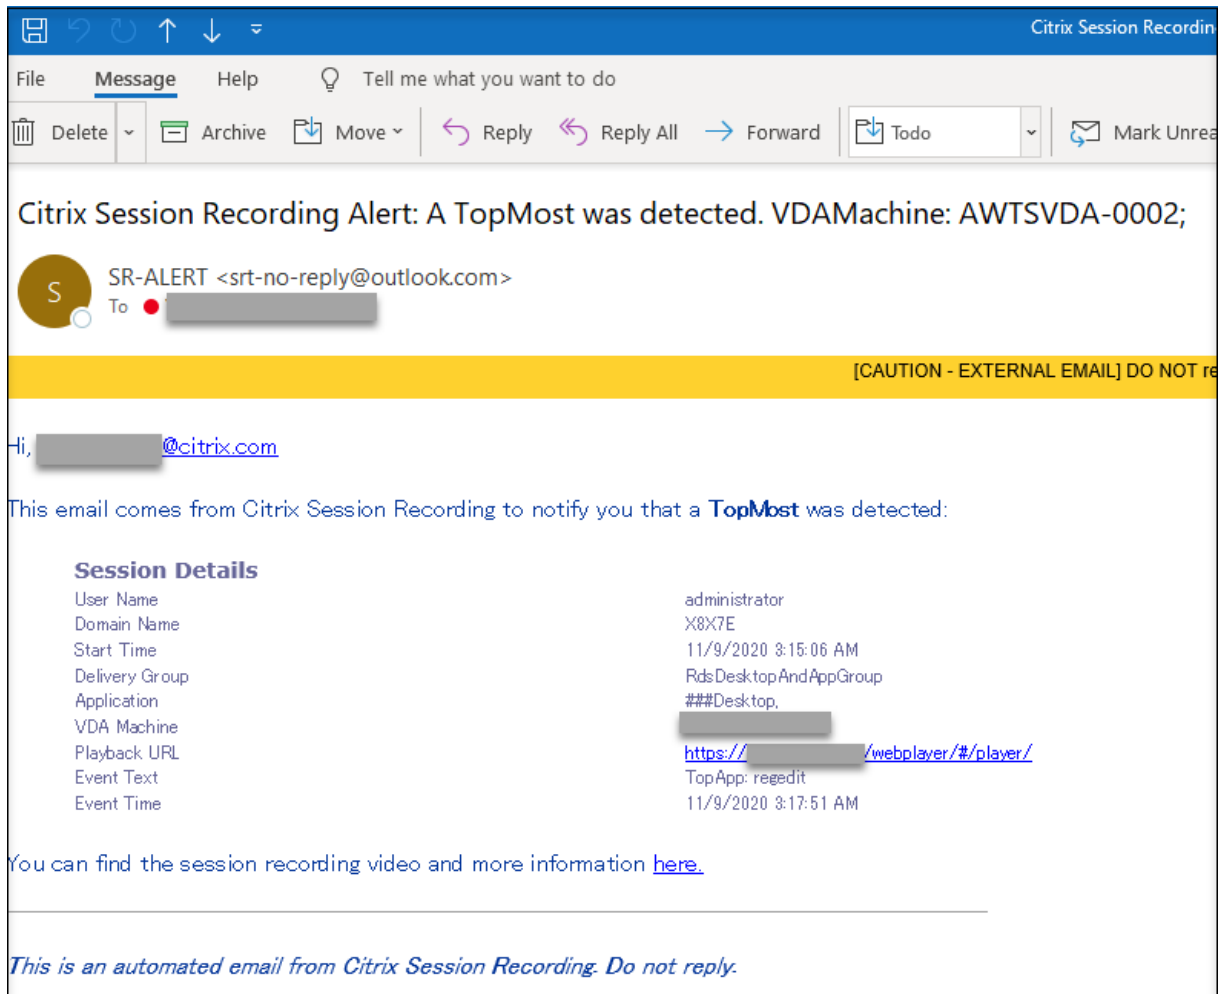 Citrix Session Recordin
File Message Help Tell me what you want to do
Delete Archive Move Reply Reply All Forward Todo Mark Unrea
Citrix Session Recording Alert: A TopMost was detected. VDAMachine: AWTSVDA-0002;
S
SR-ALERT <srt-no-reply@outlook.com>
To
[CAUTION - EXTERNAL EMAIL] DO NOT re
Hi, @citrix.com
This email comes from Citrix Session Recording to notify you that a TopMost was detected:
Session Details
User Name administrator
Domain Name X8X7E
Start Time 11/9/2020 3:15:06 AM
Delivery Group RdsDesktopAndAppGroup
Application ###Desktop,
VDA Machine
Playback URL https:// /webplayer/#/player/
Event Text TopApp: regedit
Event Time 11/9/2020 3:17:51 AM
You can find the session recording video and more information here.
This is an automated email from Citrix Session Recording. Do not reply.